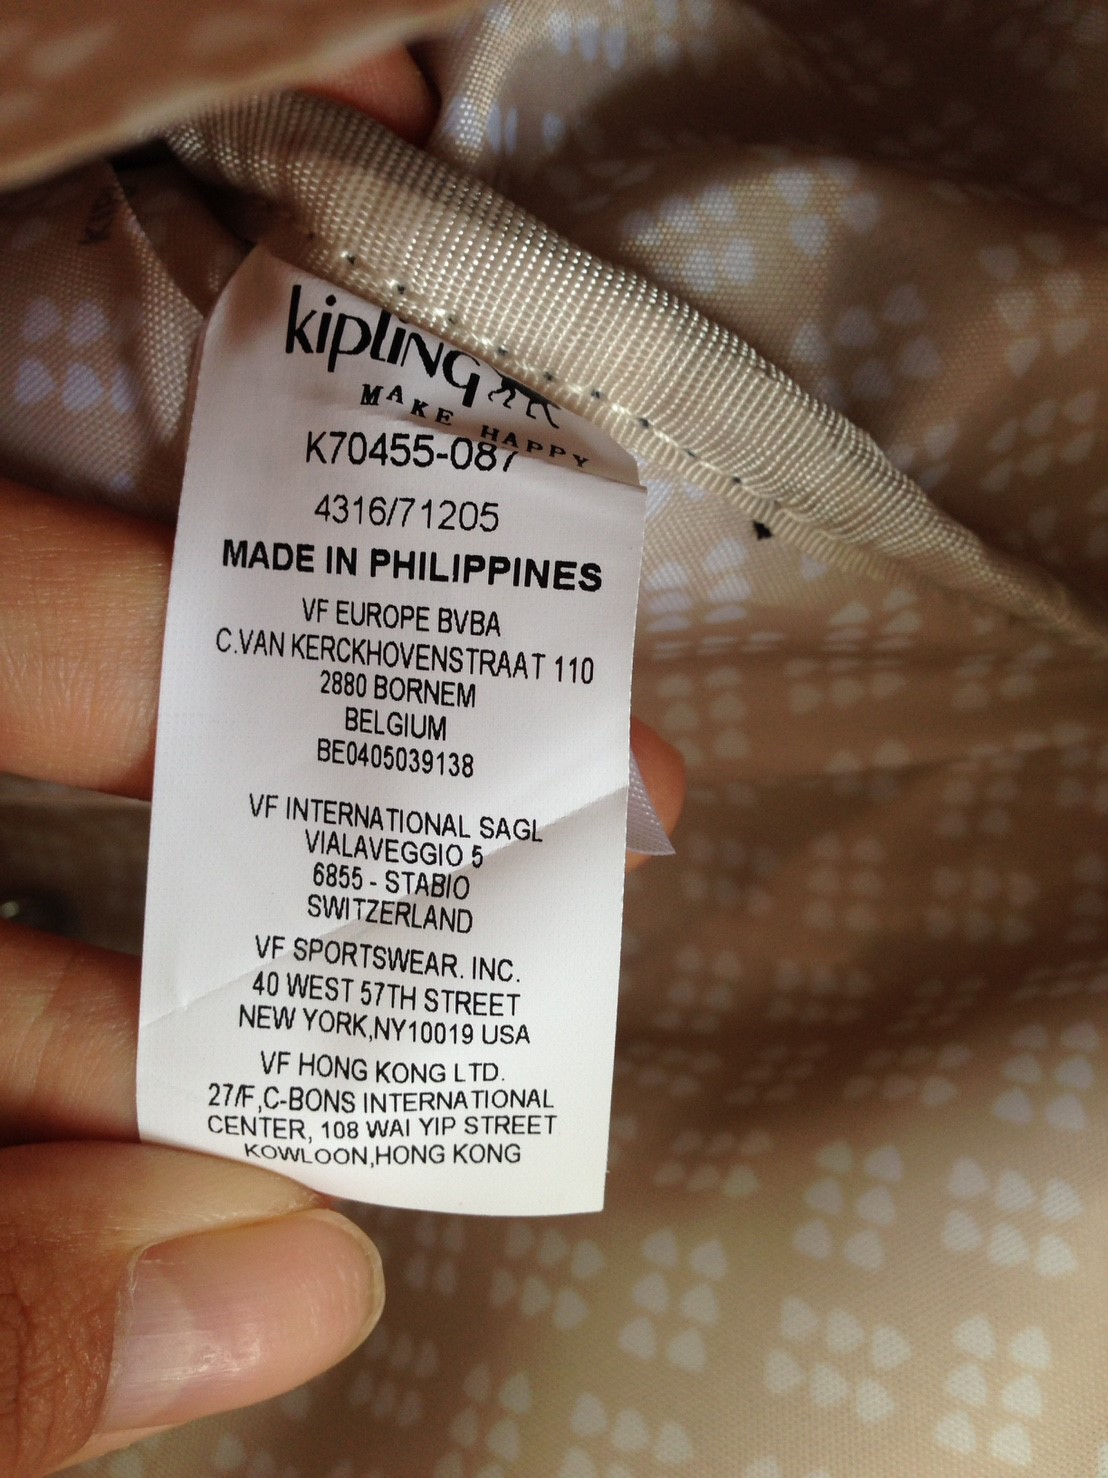 kipling
MAKE HAPPY
K70455-087
4316/71205
MADE IN PHILIPPINES
VF EUROPE BVBA
C.VAN KERCKHOVENSTRAAT 110
2880 BORNEM
BELGIUM
BE0405039138
VF INTERNATIONAL SAGL
VIALAVEGGIO 5
6855 - STABIO
SWITZERLAND
VF SPORTSWEAR. INC.
40 WEST 57TH STREET
NEW YORK,NY10019 USA
VF HONG KONG LTD.
27/F,C-BONS INTERNATIONAL
CENTER, 108 WAI YIP STREET
KOWLOON,HONG KONG